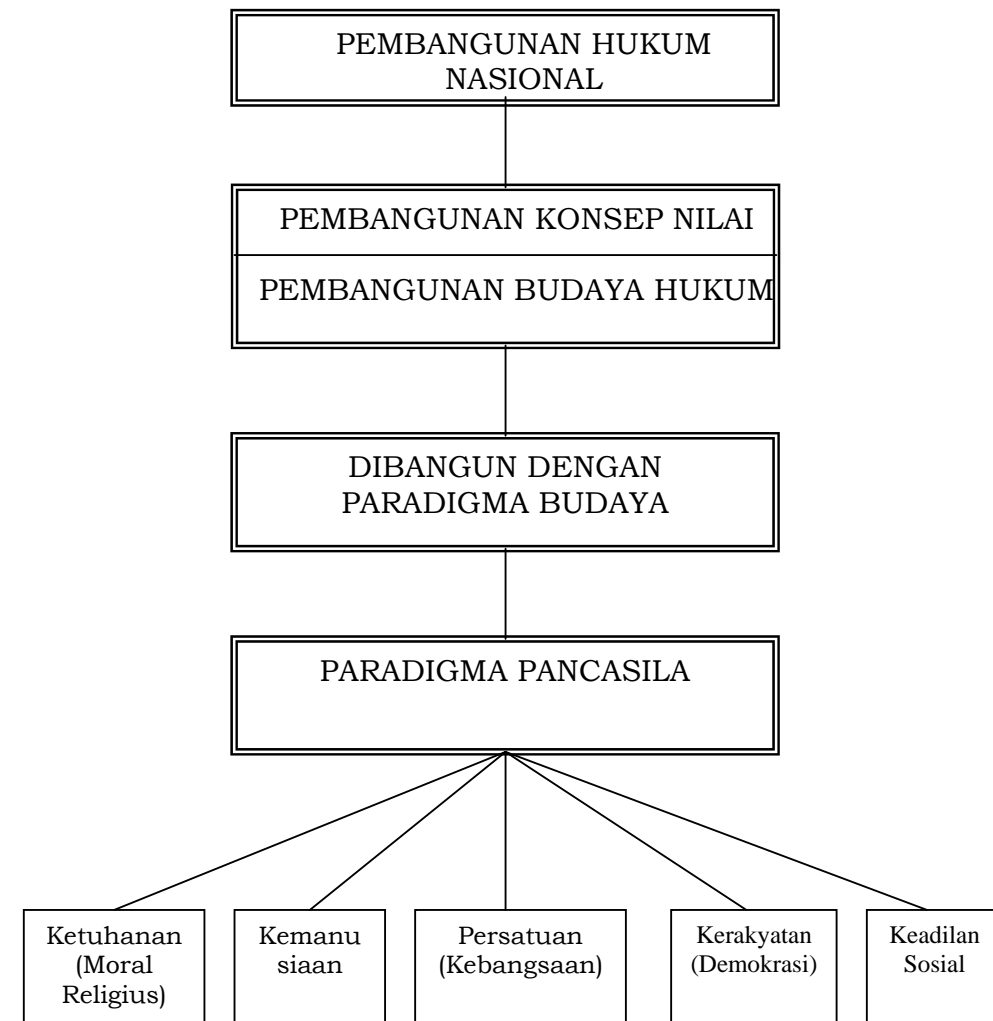 PEMBANGUNAN HUKUM
NASIONAL
PEMBANGUNAN KONSEP NILAI
PEMBANGUNAN BUDAYA HUKUM
DIBANGUN DENGAN
PARADIGMA BUDAYA
PARADIGMA PANCASILA
Ketuhanan
(Moral
Religius)
Kemanu
siaan
Persatuan
(Kebangsaan)
Kerakyatan
(Demokrasi)
Keadilan
Sosial